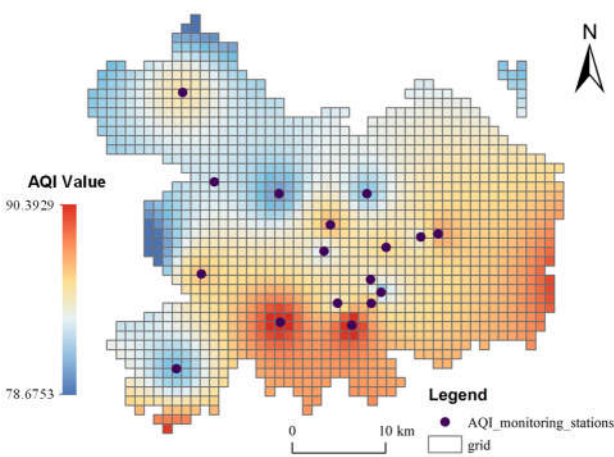 N
AQI Value
90.3929
78.6753
Legend
AQI_monitoring_stations
grid
0 10 km